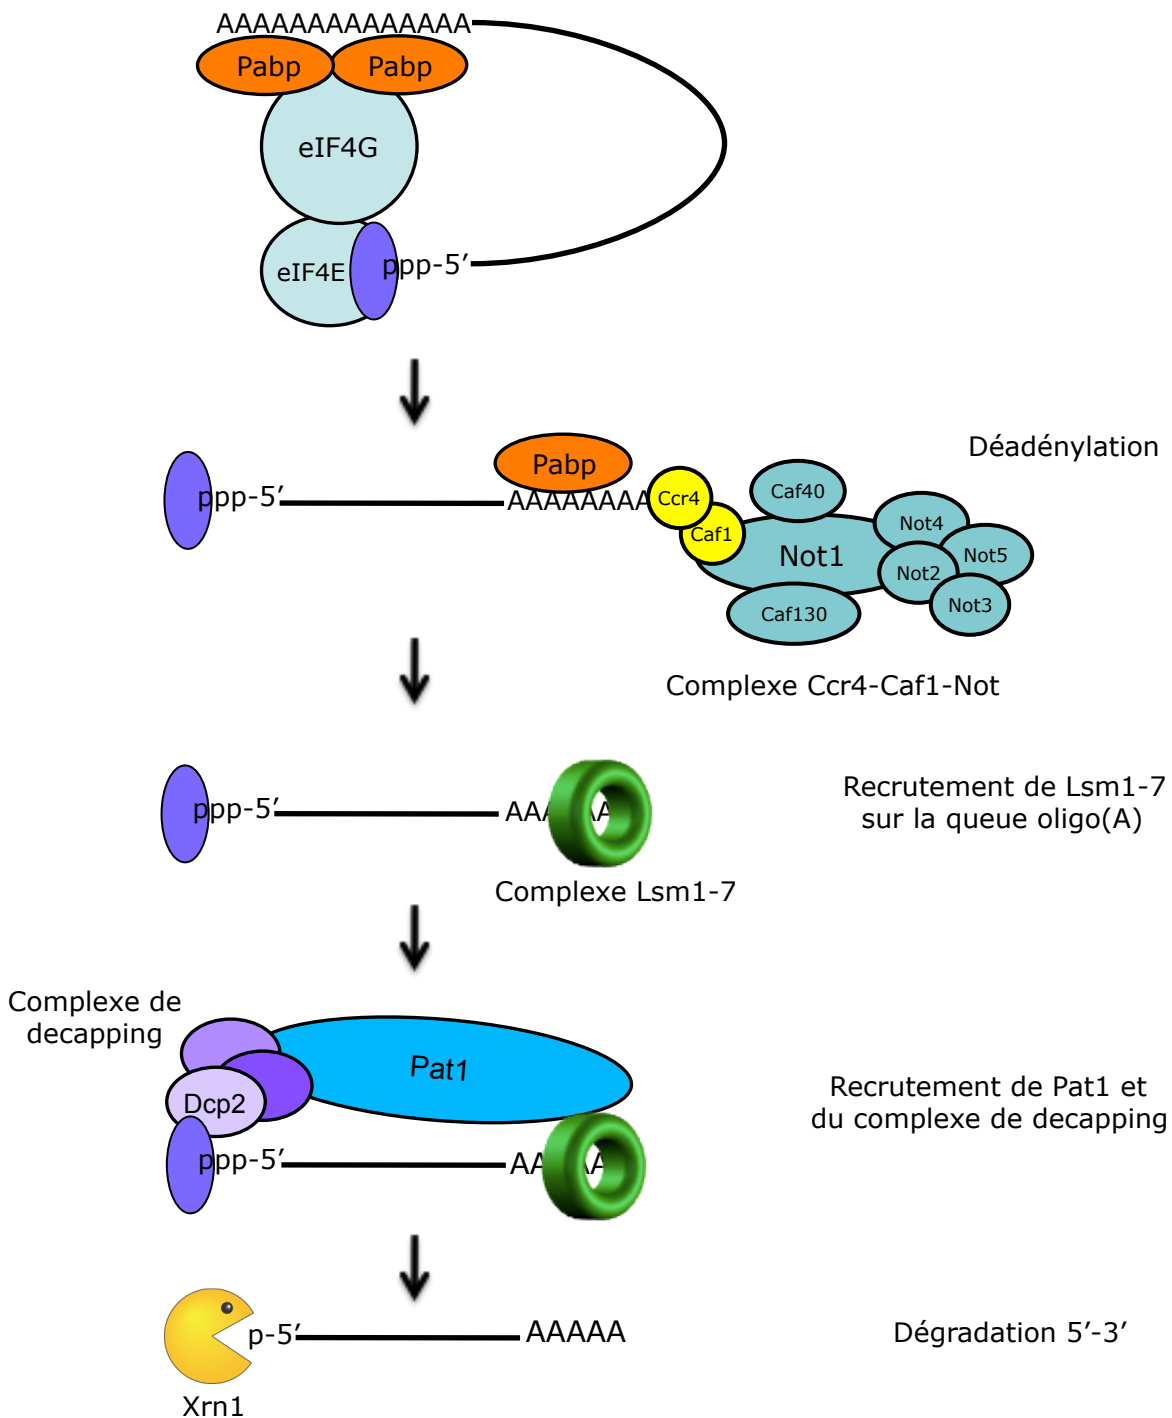 AAAAAAAAAAAAAA
Pabp
Pabp
eIF4G
eIF4E
ppp-5′
Déadénylation
Pabp
ppp-5′
AAAAAAAA
Ccr4
Caf1
Caf40
Not1
Not4
Not5
Not2
Not3
Caf130
Complexe Ccr4-Caf1-Not
Recrutement de Lsm1-7
sur la queue oligo(A)
ppp-5′
Complexe Lsm1-7
Complexe de
decapping
Pat1
Dcp2
Recrutement de Pat1 et
du complexe de decapping
ppp-5′
p-5′
AAAAA
Dégradation 5′-3′
Xrn1